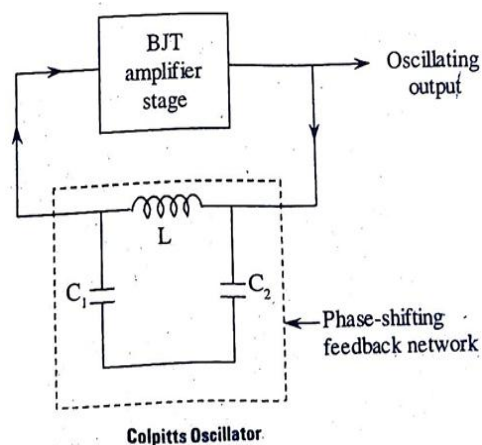 BJT
amplifier
stage
Oscillating
output
L
C₁
C₂
Phase-shifting
feedback network
Colpitts Oscillator